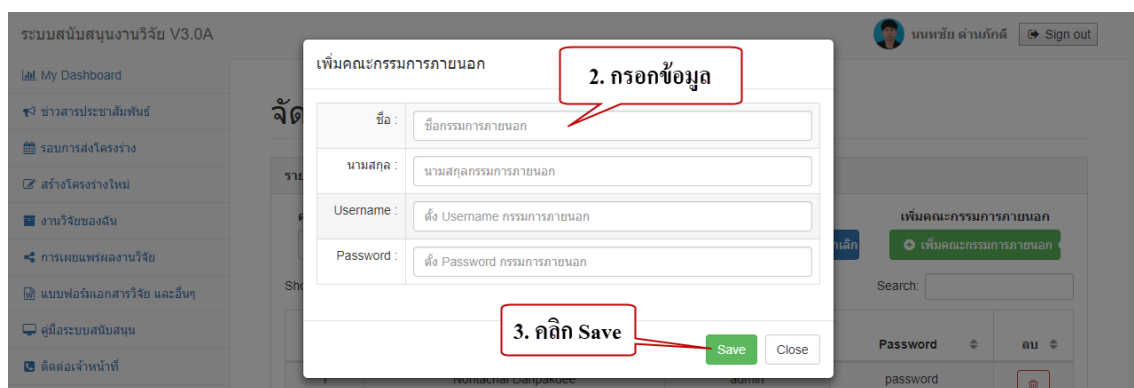 ระบบสนับสนุนงานวิจัย V3.0A
นนทชัย ด่านภักดี
Sign out
My Dashboard
ข่าวสารประชาสัมพันธ์
รอบการส่งโครงร่าง
สร้างโครงร่างใหม่
งานวิจัยของฉัน
การเผยแพร่ผลงานวิจัย
แบบฟอร์มเอกสารวิจัย และอื่นๆ
คู่มือระบบสนับสนุน
ติดต่อเจ้าหน้าที่
จัด
เพิ่มคณะกรรมการภายนอก
2. กรอกข้อมูล
ชื่อ :
ชื่อกรรมการภายนอก
นามสกุล :
นามสกุลกรรมการภายนอก
Username :
ตั้ง Username กรรมการภายนอก
Password :
ตั้ง Password กรรมการภายนอก
3. คลิก Save
Save
Close
เพิ่มคณะกรรมการภายนอก
เพิ่มคณะกรรมการภายนอก
Search:
Password
ลบ
1
Nontachai Danpakdee
admin
password